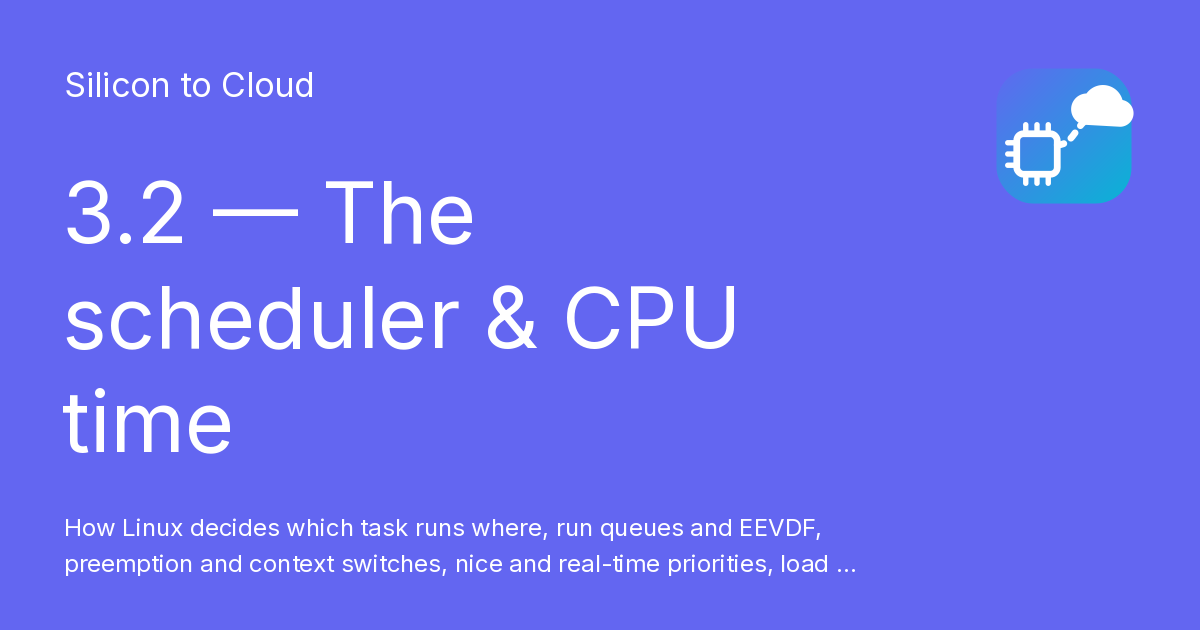 Silicon to Cloud
3.2 — The
scheduler & CPU
time
How Linux decides which task runs where, run queues and EEVDF,
preemption and context switches, nice and real-time priorities, load …